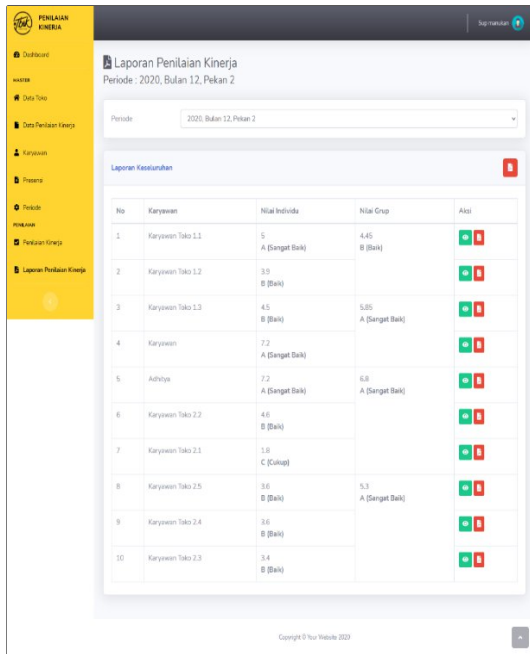 PENILAIAN
KINERJA
Sup manukan
Dashboard
MASTER
Data Toko
Data Penilaian Kinerja
Karyawan
Presensi
Periode
PENILAIAN
Penilaian Kinerja
Laporan Penilaian Kinerja
Laporan Penilaian Kinerja
Periode : 2020, Bulan 12, Pekan 2
Periode 2020, Bulan 12, Pekan 2
Laporan Keseluruhan
No Karyawan Nilai Individu Nilai Grup Aksi
1 Karyawan Toko 1.1 5 4.45
A (Sangat Baik) B (Baik)
2 Karyawan Toko 1.2 3.9
B (Baik)
3 Karyawan Toko 1.3 4.5 5.85
B (Baik) A (Sangat Baik)
4 Karyawan 7.2
A (Sangat Baik)
5 Adhitya 7.2 6.8
A (Sangat Baik) A (Sangat Baik)
6 Karyawan Toko 2.2 4.6
B (Baik)
7 Karyawan Toko 2.1 1.8
C (Cukup)
8 Karyawan Toko 2.5 3.6 5.3
B (Baik) A (Sangat Baik)
9 Karyawan Toko 2.4 3.6
B (Baik)
10 Karyawan Toko 2.3 3.4
B (Baik)
Copyright © Your Website 2020